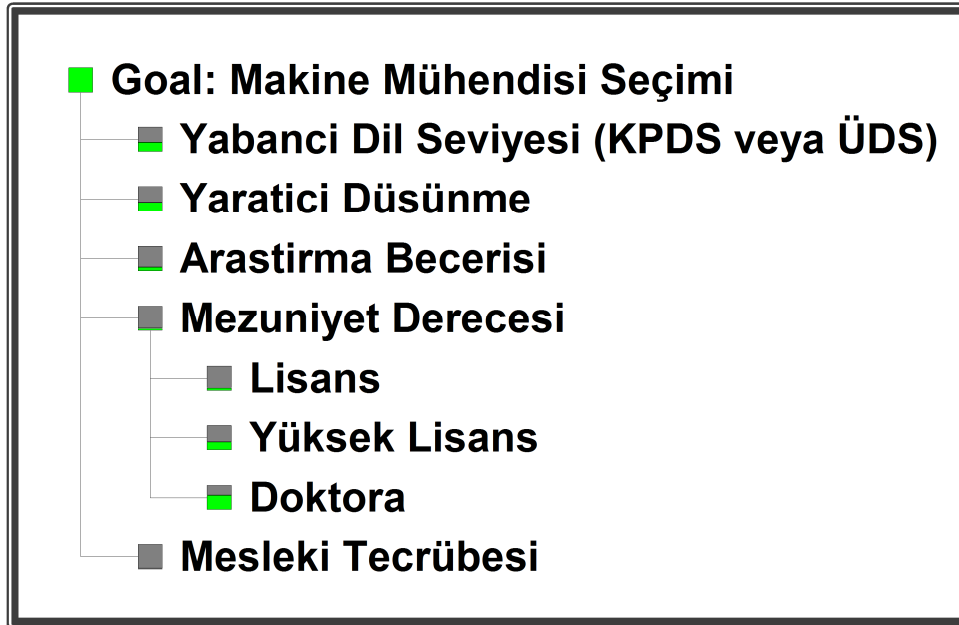 Goal: Makine Mühendisi Seçimi
Yabanci Dil Seviyesi (KPDS veya ÜDS)
Yaratici Düsünme
Arastirma Becerisi
Mezuniyet Derecesi
Lisans
Yüksek Lisans
Doktora
Mesleki Tecrübesi